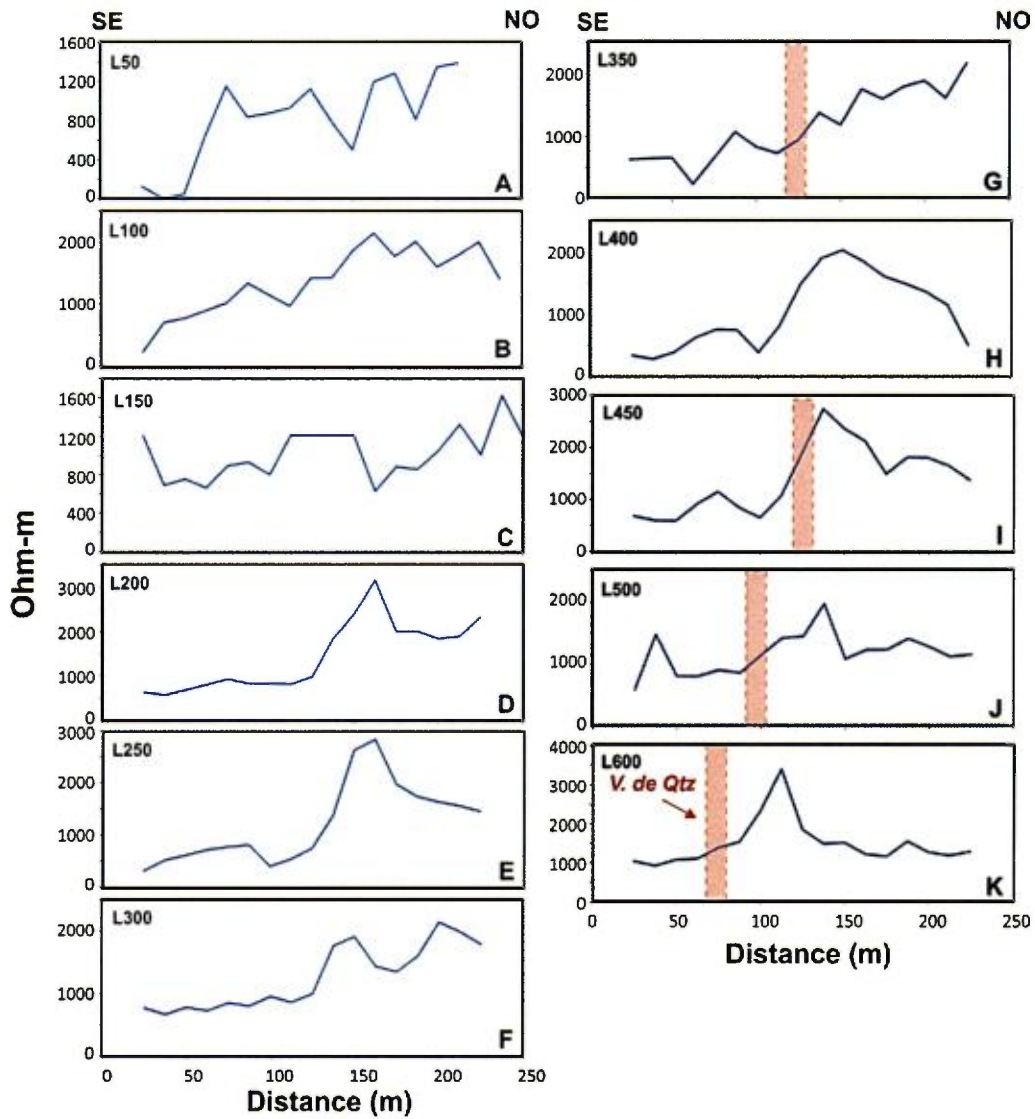 SE NO SE NO
Ohm-m
L50
1600
1200
800
400
0
A
L100
2000
1000
0
B
L150
1600
1200
800
400
0
C
L200
3000
2000
1000
0
D
L250
3000
2000
1000
0
E
L300
2000
1000
0
F
0 50 100 150 200 250
Distance (m)
L350
2000
1000
0
G
L400
2000
1000
0
H
L450
3000
2000
1000
0
I
L500
2000
1000
0
J
L600
4000
3000
2000
1000
0
V. de Qtz
K
0 50 100 150 200 250
Distance (m)